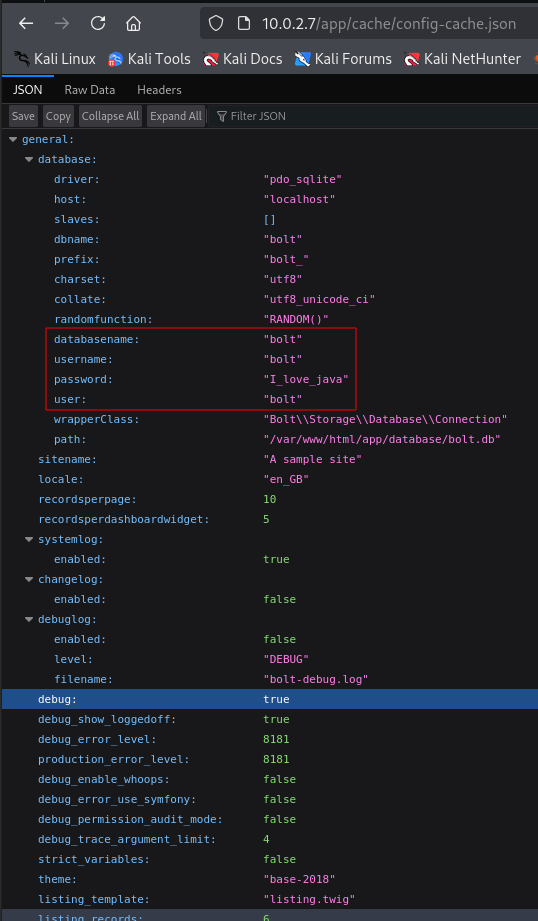 10.0.2.7/app/cache/config-cache.json
Kali Linux Kali Tools Kali Docs Kali Forums Kali NetHunter
JSON Raw Data Headers
Save Copy Collapse All Expand All Filter JSON
general:
database:
driver: "pdo_sqlite"
host: "localhost"
slaves: []
dbname: "bolt"
prefix: "bolt_"
charset: "utf8"
collate: "utf8_unicode_ci"
randomfunction: "RANDOM()"
databasename: "bolt"
username: "bolt"
password: "I_love_java"
user: "bolt"
wrapperClass: "Bolt\\Storage\\Database\\Connection"
path: "/var/www/html/app/database/bolt.db"
sitename: "A sample site"
locale: "en_GB"
recordsperpage: 10
recordsperdashboardwidget: 5
systemlog:
enabled: true
changelog:
enabled: false
debuglog:
enabled: false
level: "DEBUG"
filename: "bolt-debug.log"
debug: true
debug_show_loggedoff: true
debug_error_level: 8181
production_error_level: 8181
debug_enable_whoops: false
debug_error_use_symfony: false
debug_permission_audit_mode: false
debug_trace_argument_limit: 4
strict_variables: false
theme: "base-2018"
listing_template: "listing.twig"
listing_records: 6